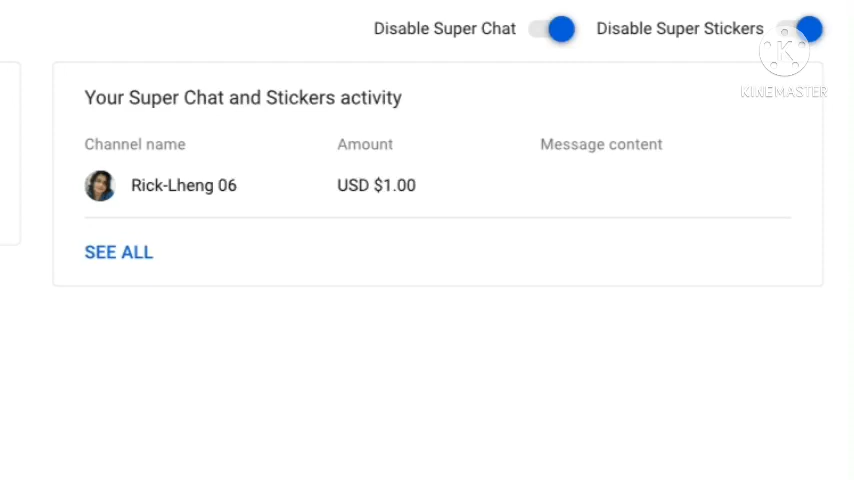 Disable Super Chat
Disable Super Stickers
KINEMASTER
Your Super Chat and Stickers activity
Channel name Amount Message content
Rick-Lheng 06 USD $1.00
SEE ALL